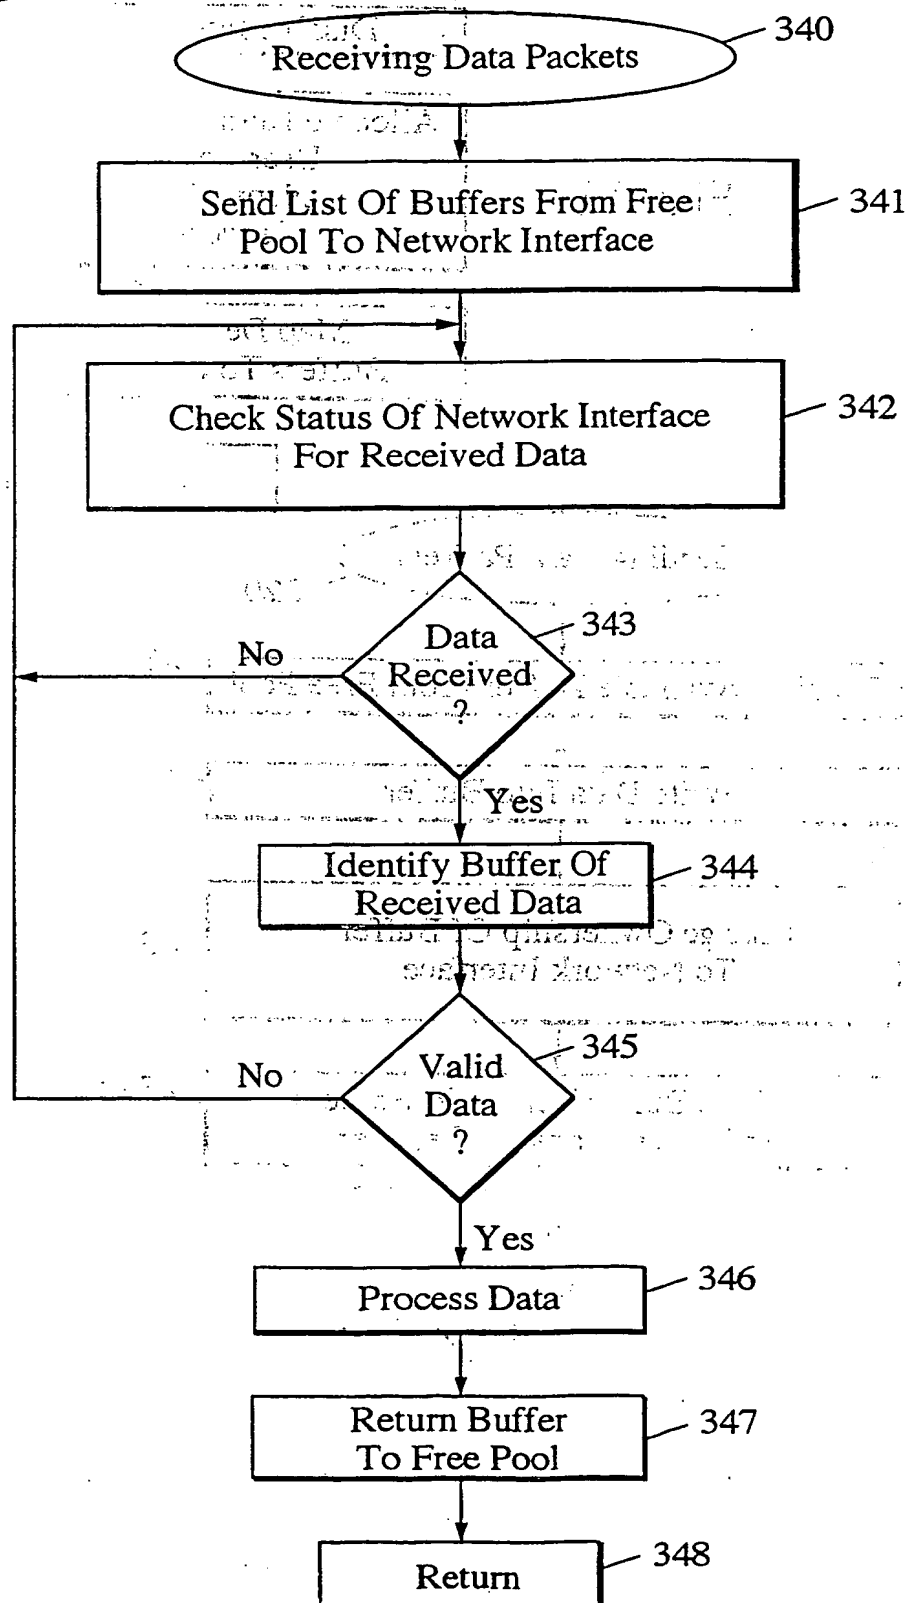 340
Receiving Data Packets
Send List Of Buffers From Free
Pool To Network Interface
341
Check Status Of Network Interface
For Received Data
342
Data
Received
?
343
No
Yes
Identify Buffer Of
Received Data
344
Valid
Data
?
345
No
Yes
Process Data
346
Return Buffer
To Free Pool
347
Return
348